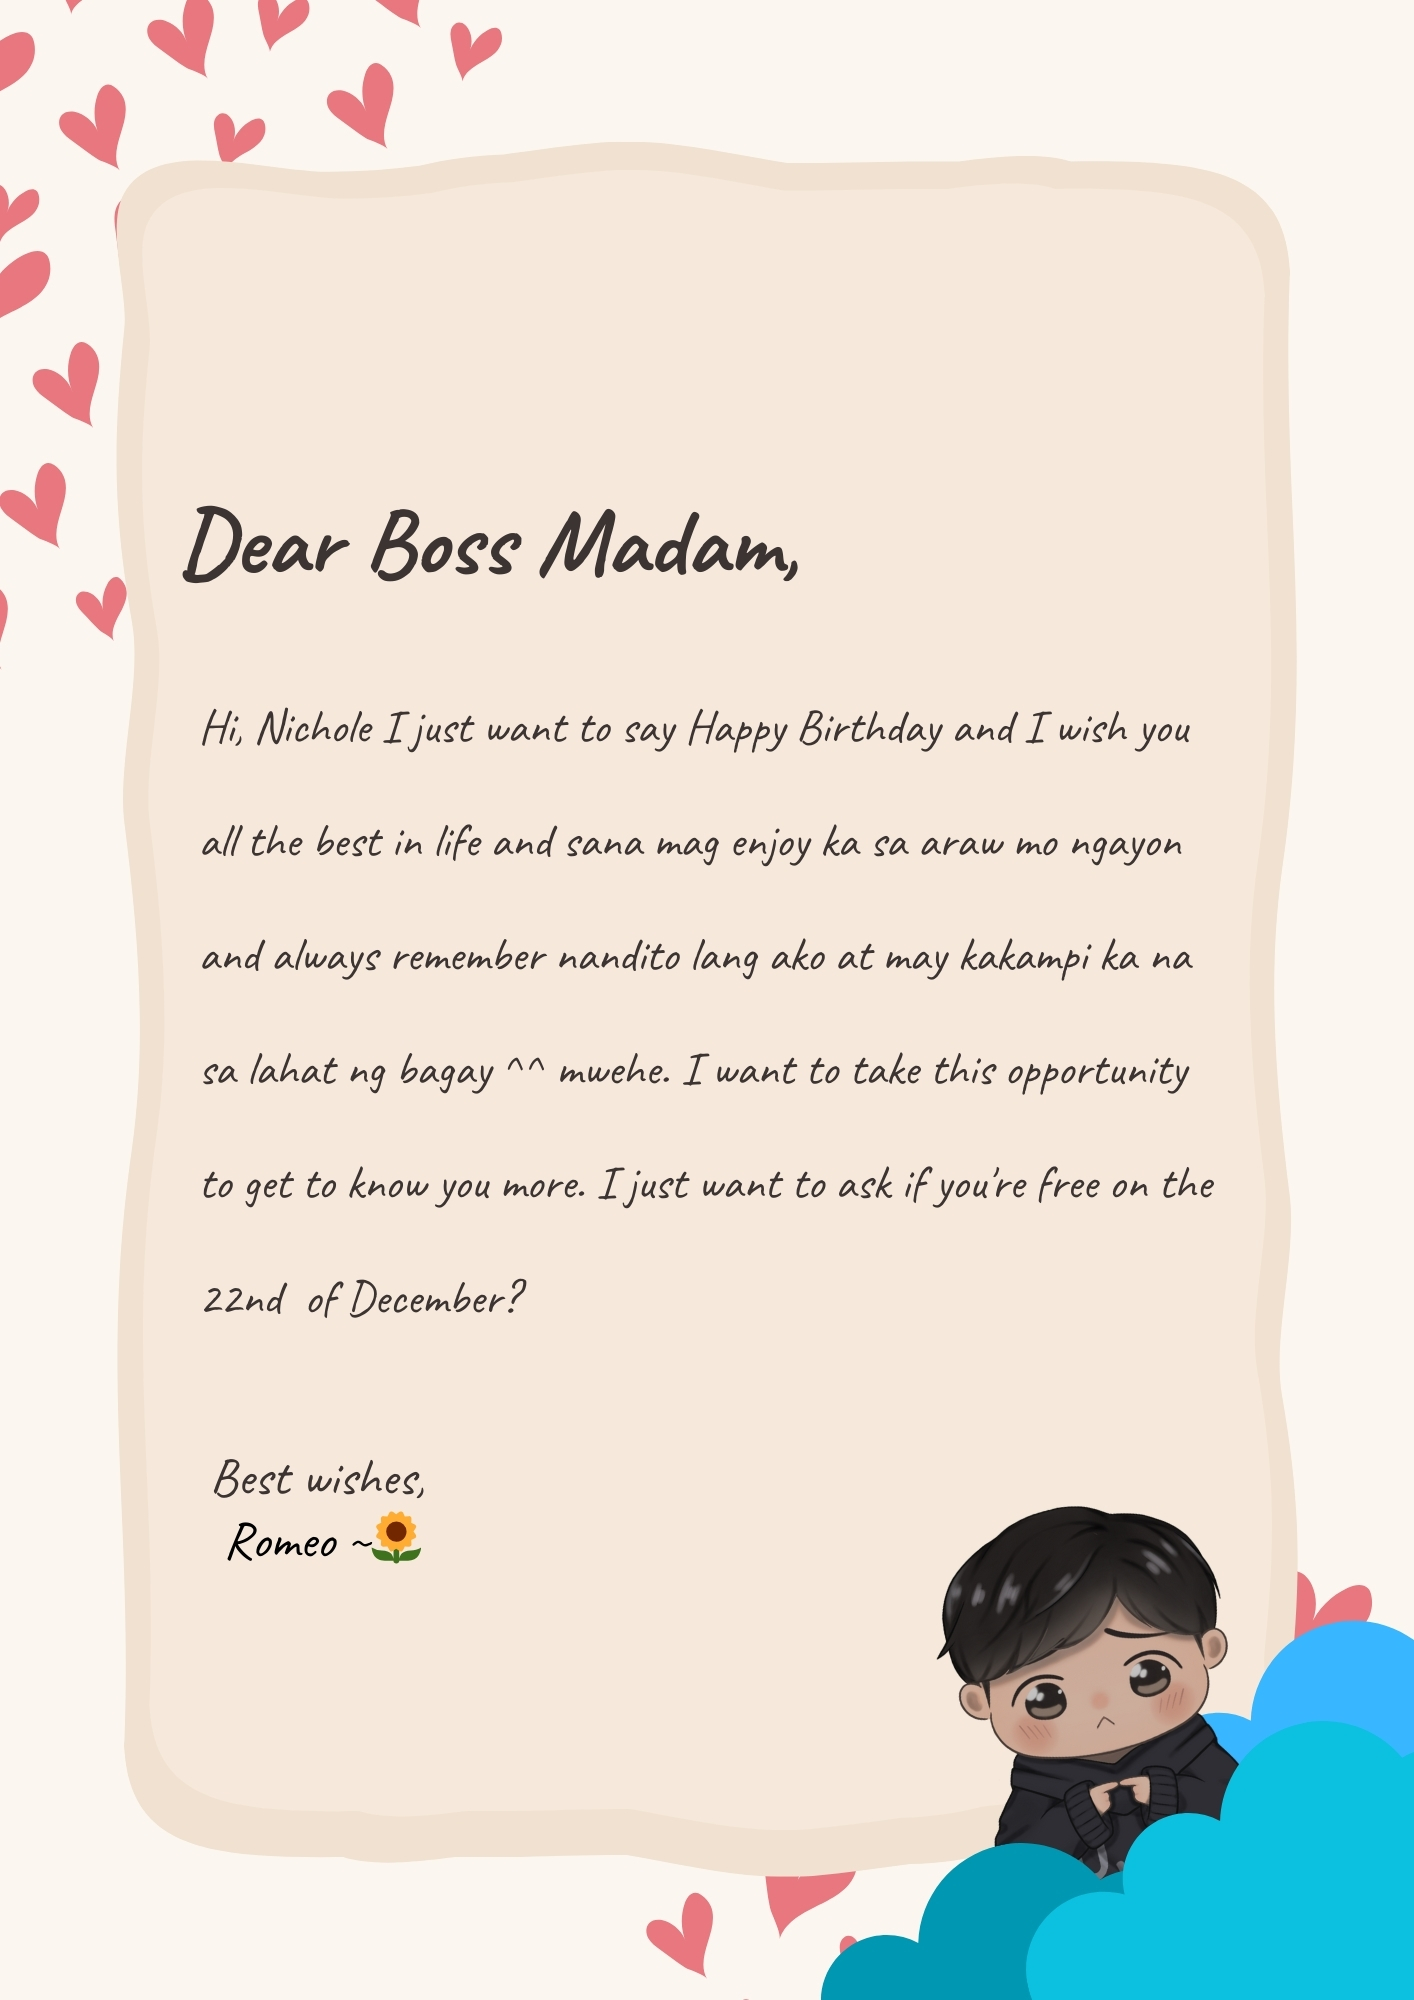 Dear Boss Madam,
Hi, Nichole I just want to say Happy Birthday and I wish you
all the best in life and sana mag enjoy ka sa araw mo ngayon
and always remember nandito lang ako at may kakampi ka na
sa lahat ng bagay ^^ mwehe. I want to take this opportunity
to get to know you more. I just want to ask if you're free on the
22nd  of December?
Best wishes,
Romeo ~🌻